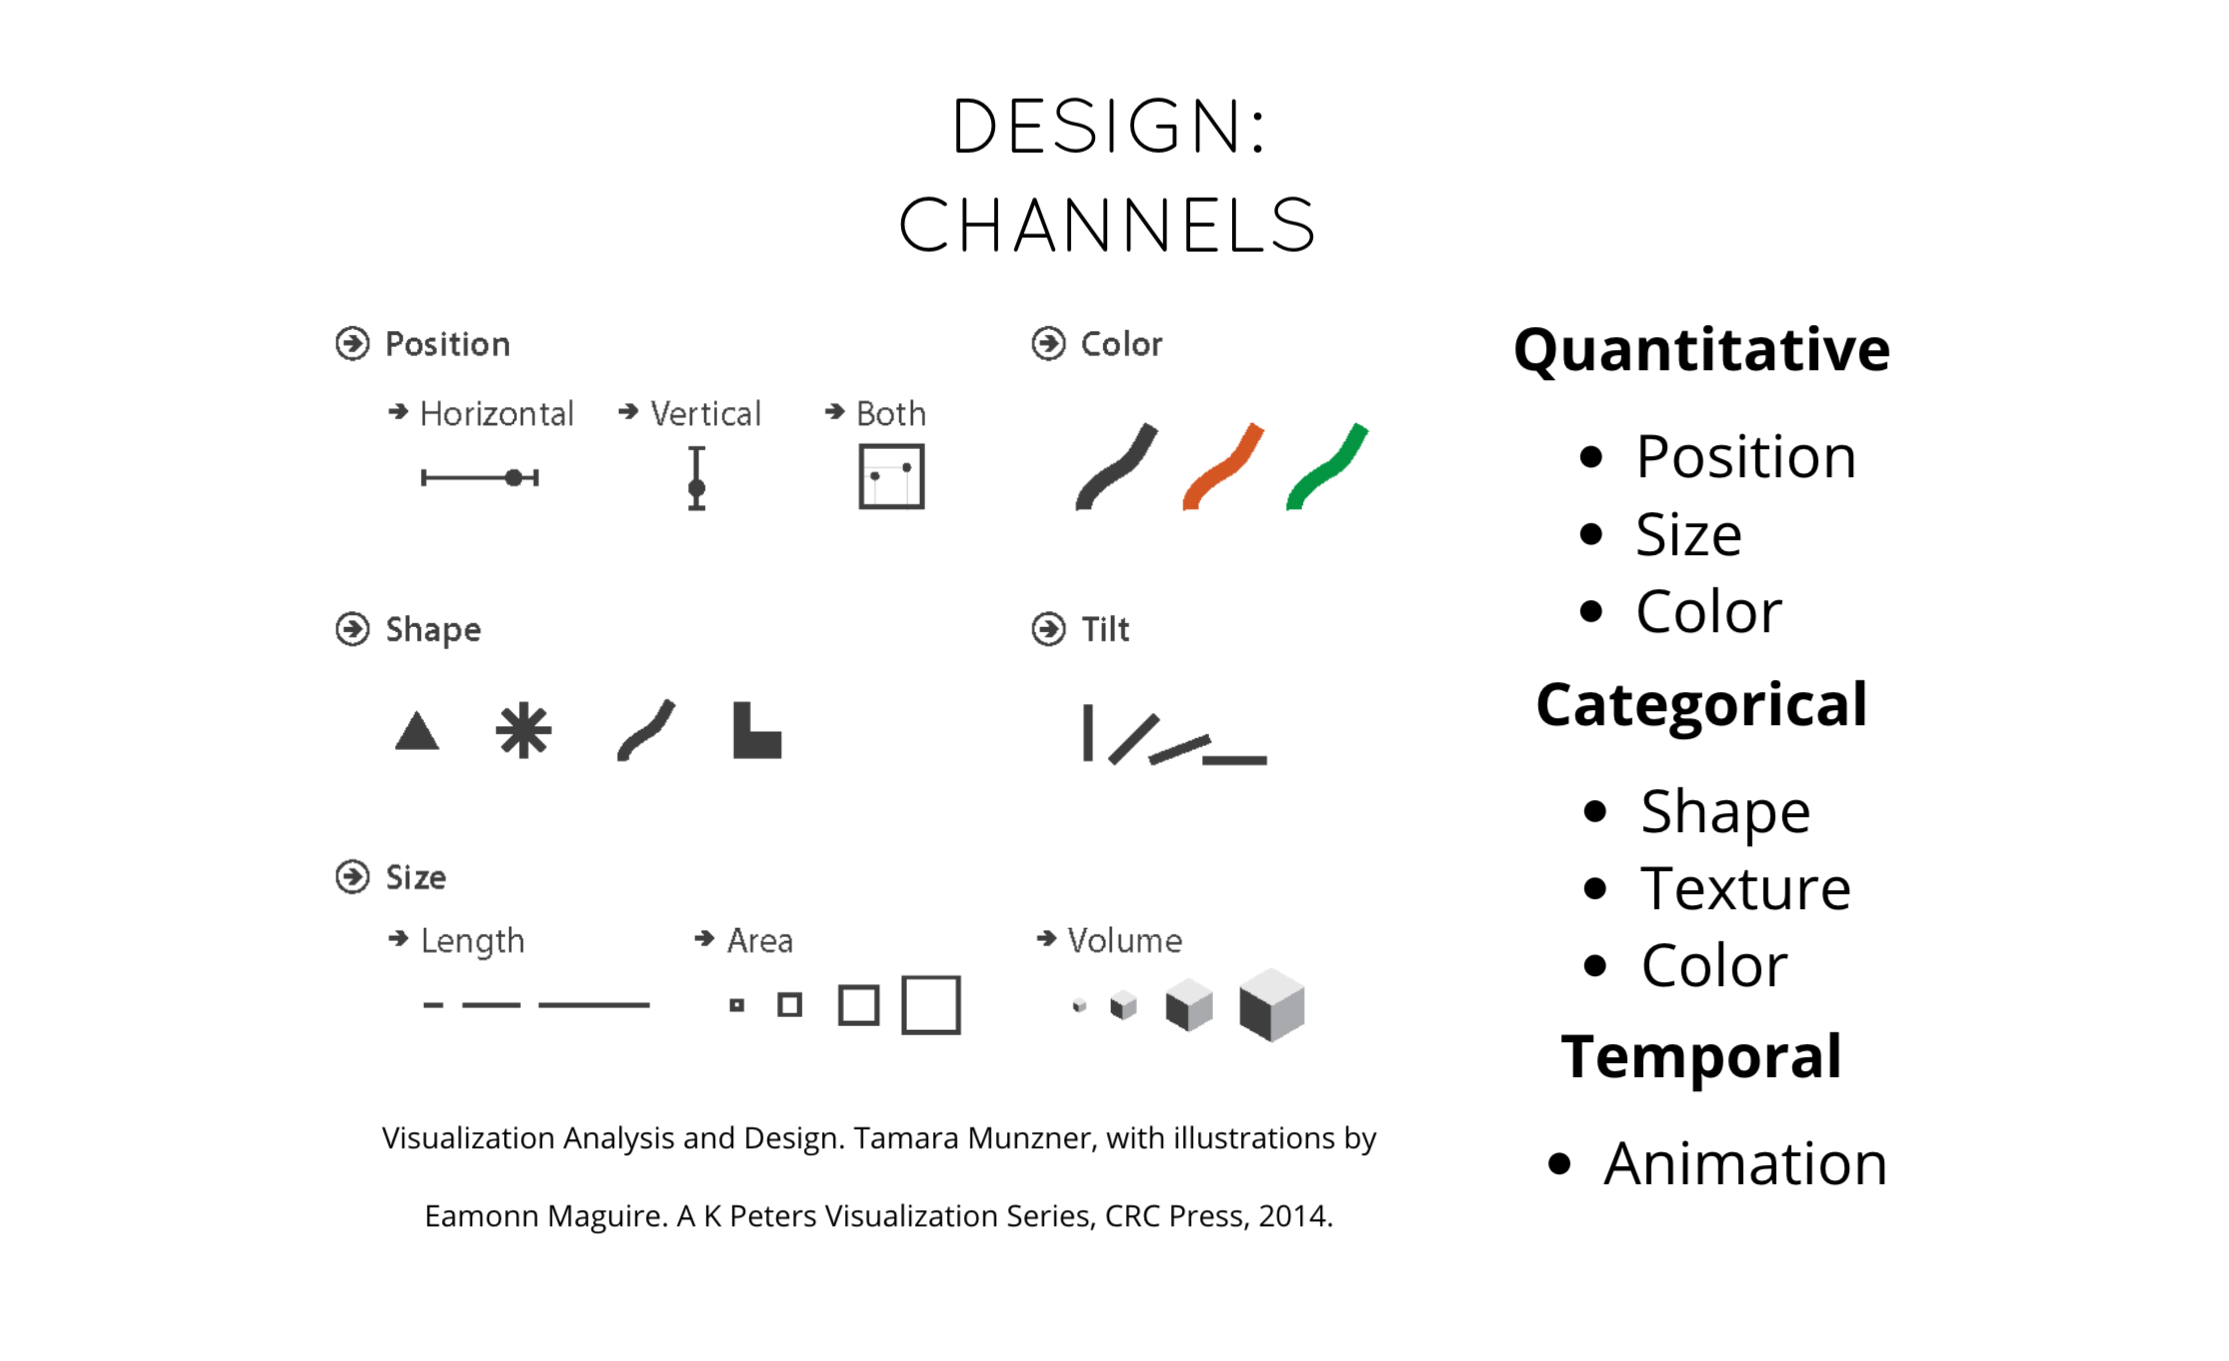 DESIGN:
CHANNELS
Position
Horizontal
Vertical
Both
Color
Shape
Tilt
Size
Length
Area
Volume
Visualization Analysis and Design. Tamara Munzner, with illustrations by
Eamonn Maguire. A K Peters Visualization Series, CRC Press, 2014.
Quantitative
Position
Size
Color
Categorical
Shape
Texture
Color
Temporal
Animation